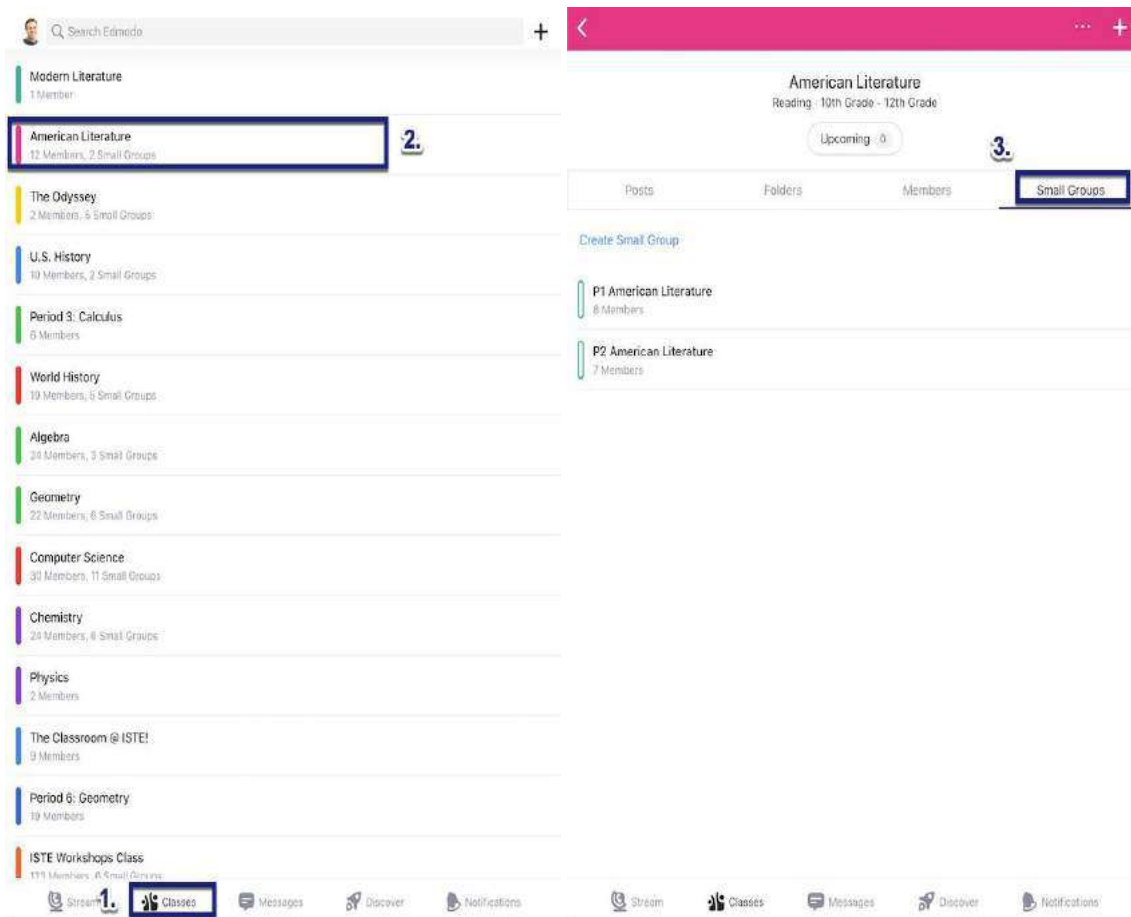 Search Edmodo
+
Modern Literature
1 Member
American Literature
12 Members, 2 Small Groups
2.
The Odyssey
2 Members, 6 Small Groups
U.S. History
10 Members, 2 Small Groups
Period 3: Calculus
6 Members
World History
19 Members, 5 Small Groups
Algebra
24 Members, 3 Small Groups
Geometry
22 Members, 6 Small Groups
Computer Science
30 Members, 11 Small Groups
Chemistry
24 Members, 6 Small Groups
Physics
2 Members
The Classroom @ ISTE!
9 Members
Period 6: Geometry
19 Members
ISTE Workshops Class
Members, 6 Small Groups
Stream 1. Classes Messages Discover Notifications
... +
American Literature
Reading 10th Grade - 12th Grade
Upcoming 0
3.
Posts Folders Members Small Groups
Create Small Group
P1 American Literature
8 Members
P2 American Literature
7 Members
Stream Classes Messages Discover Notifications